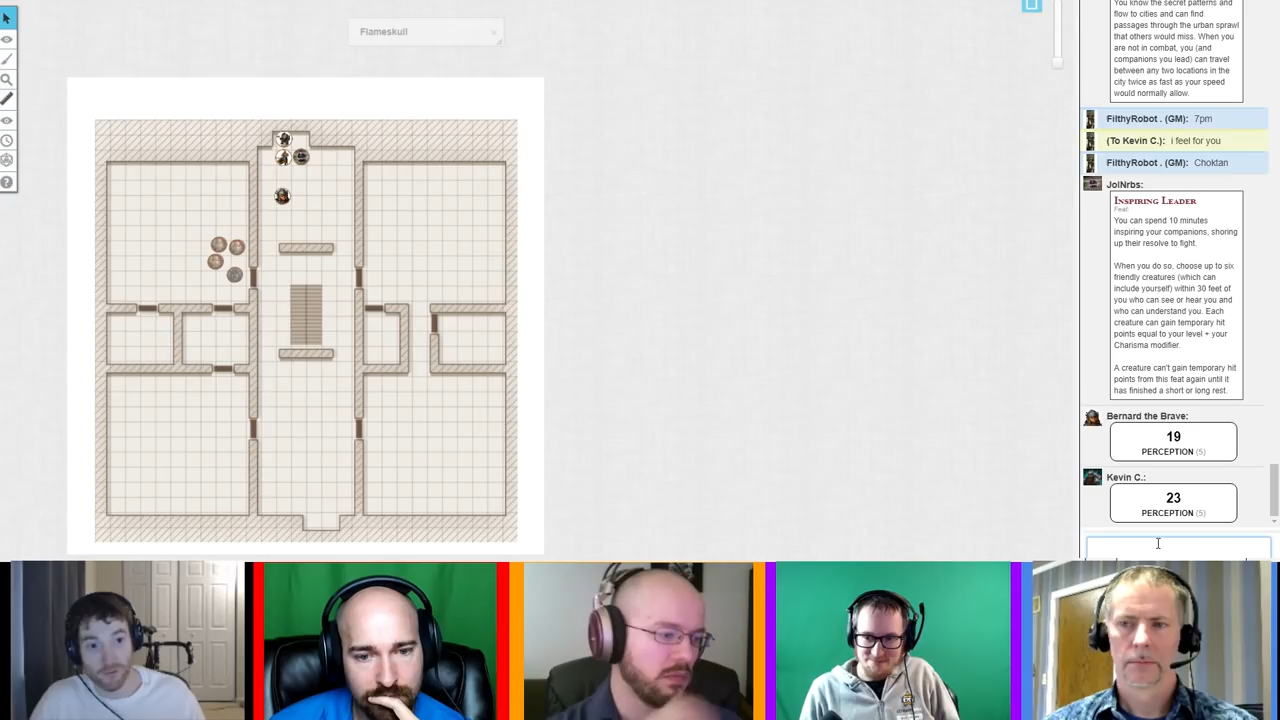 Flameskull
You know the secret patterns and
flow to cities and can find
passages through the urban sprawl
that others would miss. When you
are not in combat, you (and
companions you lead) can travel
between any two locations in the
city twice as fast as your speed
would normally allow.
FilthyRobot . (GM): 7pm
(To Kevin C.): i feel for you
FilthyRobot . (GM): Choktan
JolNrbs:
Inspiring Leader
Feat
You can spend 10 minutes
inspiring your companions, shoring
up their resolve to fight.
When you do so, choose up to six
friendly creatures (which can
include yourself) within 30 feet of
you who can see or hear you and
who can understand you. Each
creature can gain temporary hit
points equal to your level + your
Charisma modifier.
A creature can't gain temporary hit
points from this feat again until it
has finished a short or long rest.
Bernard the Brave:
19
PERCEPTION (5)
Kevin C.:
23
PERCEPTION (5)